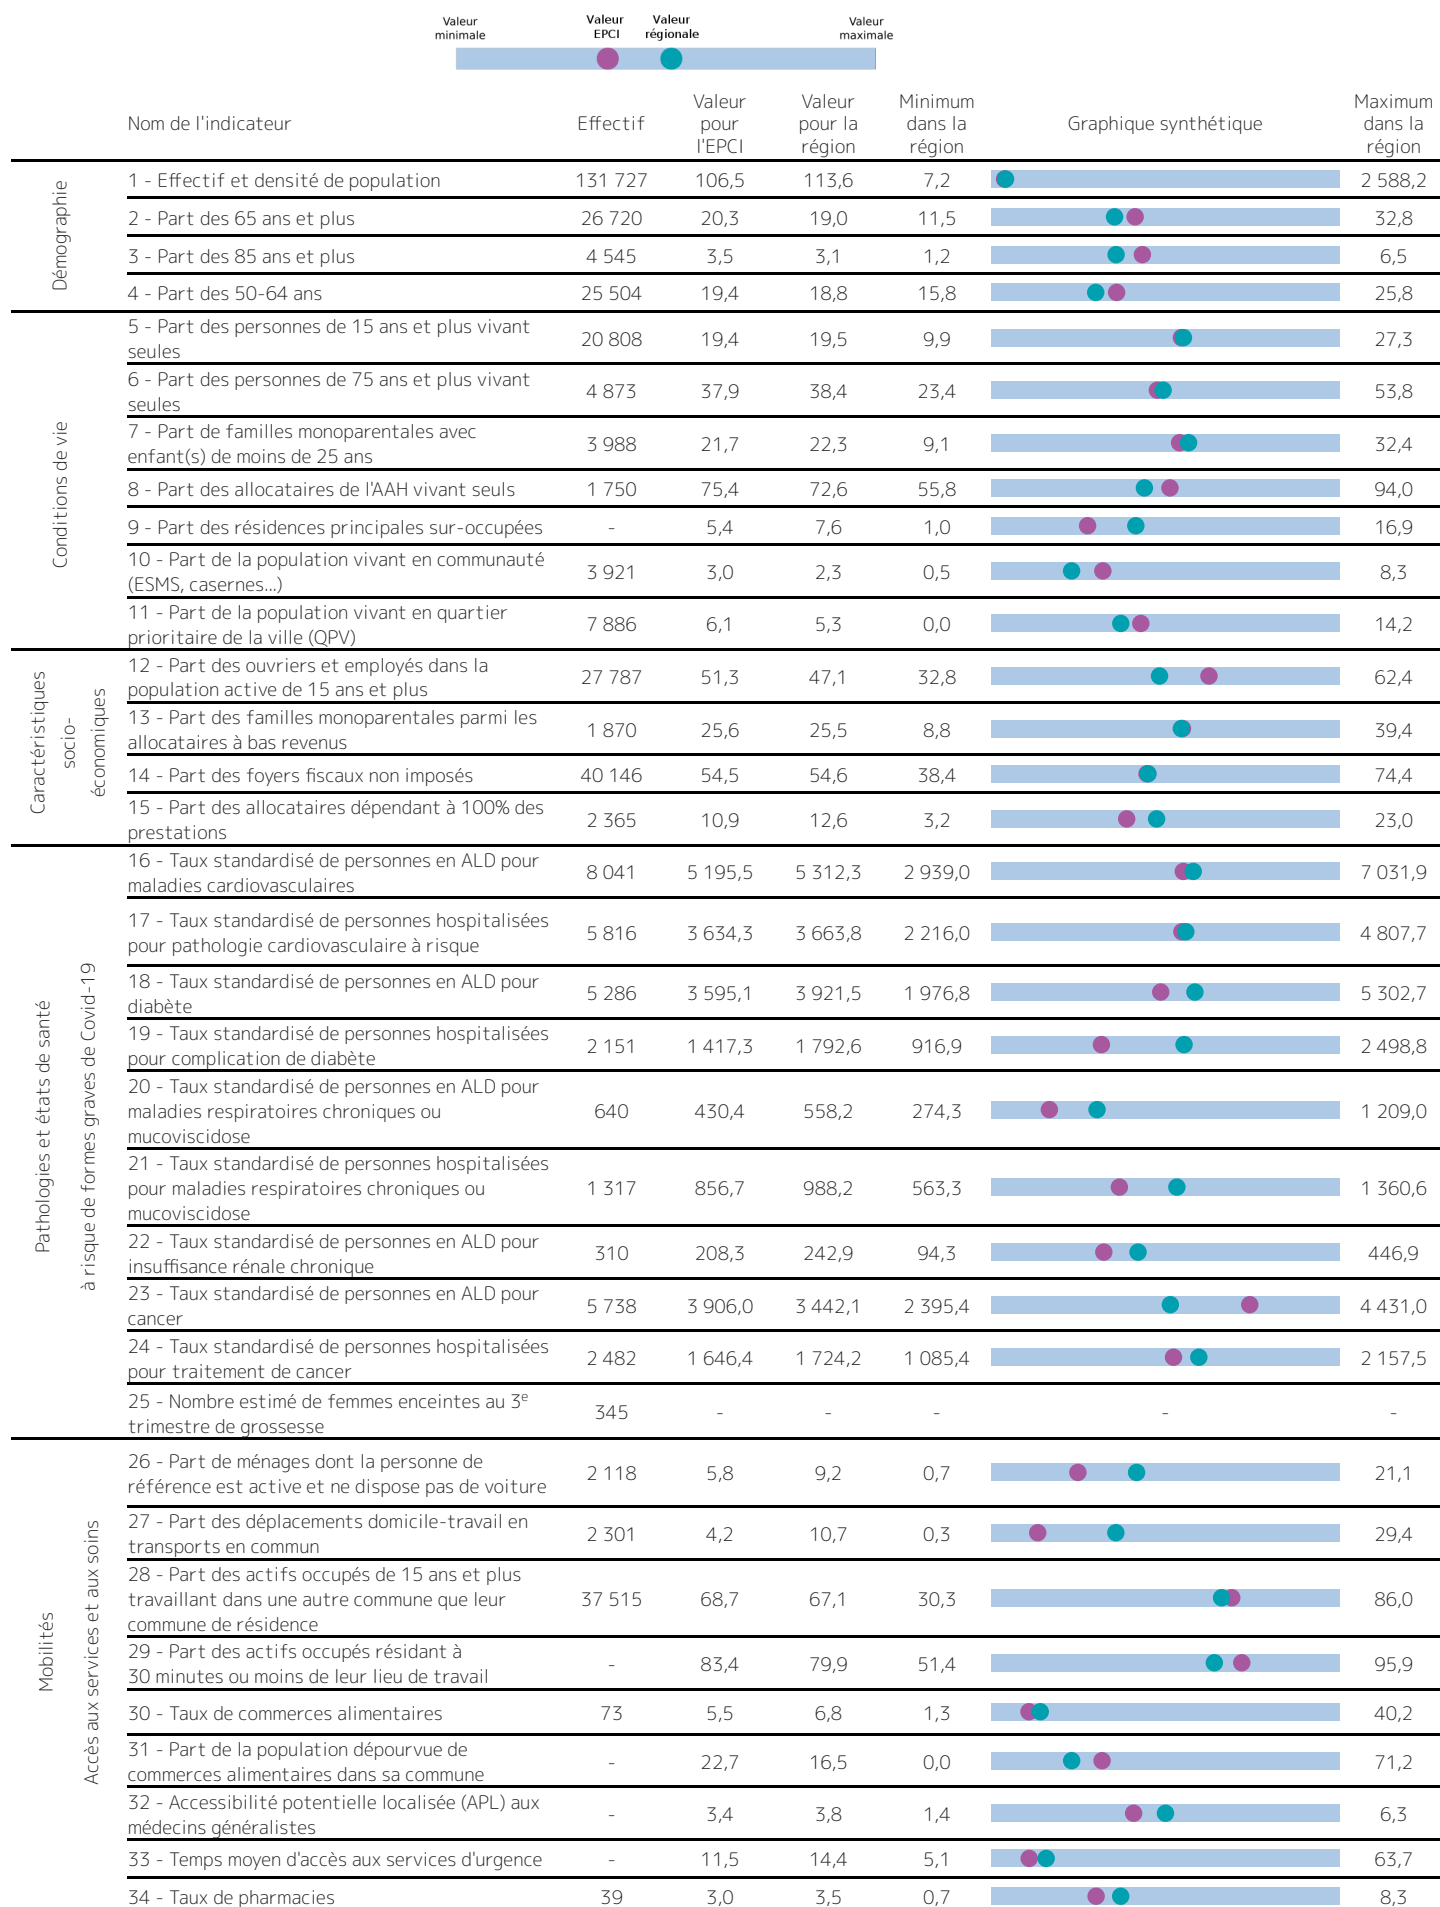 Valeur minimale
Valeur EPCI
Valeur régionale
Valeur maximale
Nom de l'indicateur
Effectif
Valeur pour l'EPCI
Valeur pour la région
Minimum dans la région
Graphique synthétique
Maximum dans la région
Démographie
1 - Effectif et densité de population 131 727 106,5 113,6 7,2 2 588,2
2 - Part des 65 ans et plus 26 720 20,3 19,0 11,5 32,8
3 - Part des 85 ans et plus 4 545 3,5 3,1 1,2 6,5
4 - Part des 50-64 ans 25 504 19,4 18,8 15,8 25,8
Conditions de vie
5 - Part des personnes de 15 ans et plus vivant
seules 20 808 19,4 19,5 9,9 27,3
6 - Part des personnes de 75 ans et plus vivant
seules 4 873 37,9 38,4 23,4 53,8
7 - Part de familles monoparentales avec
enfant(s) de moins de 25 ans 3 988 21,7 22,3 9,1 32,4
8 - Part des allocataires de l'AAH vivant seuls 1 750 75,4 72,6 55,8 94,0
9 - Part des résidences principales sur-occupées - 5,4 7,6 1,0 16,9
10 - Part de la population vivant en communauté
(ESMS, casernes...) 3 921 3,0 2,3 0,5 8,3
11 - Part de la population vivant en quartier
prioritaire de la ville (QPV) 7 886 6,1 5,3 0,0 14,2
Caractéristiques
socio-
économiques
12 - Part des ouvriers et employés dans la
population active de 15 ans et plus 27 787 51,3 47,1 32,8 62,4
13 - Part des familles monoparentales parmi les
allocataires à bas revenus 1 870 25,6 25,5 8,8 39,4
14 - Part des foyers fiscaux non imposés 40 146 54,5 54,6 38,4 74,4
15 - Part des allocataires dépendant à 100% des
prestations 2 365 10,9 12,6 3,2 23,0
Pathologies et états de santé
à risque de formes graves de Covid-19
16 - Taux standardisé de personnes en ALD pour
maladies cardiovasculaires 8 041 5 195,5 5 312,3 2 939,0 7 031,9
17 - Taux standardisé de personnes hospitalisées
pour pathologie cardiovasculaire à risque 5 816 3 634,3 3 663,8 2 216,0 4 807,7
18 - Taux standardisé de personnes en ALD pour
diabète 5 286 3 595,1 3 921,5 1 976,8 5 302,7
19 - Taux standardisé de personnes hospitalisées
pour complication de diabète 2 151 1 417,3 1 792,6 916,9 2 498,8
20 - Taux standardisé de personnes en ALD pour
maladies respiratoires chroniques ou 640 430,4 558,2 274,3 1 209,0
mucoviscidose
21 - Taux standardisé de personnes hospitalisées
pour maladies respiratoires chroniques ou 1 317 856,7 988,2 563,3 1 360,6
mucoviscidose
22 - Taux standardisé de personnes en ALD pour
insuffisance rénale chronique 310 208,3 242,9 94,3 446,9
23 - Taux standardisé de personnes en ALD pour
cancer 5 738 3 906,0 3 442,1 2 395,4 4 431,0
24 - Taux standardisé de personnes hospitalisées
pour traitement de cancer 2 482 1 646,4 1 724,2 1 085,4 2 157,5
25 - Nombre estimé de femmes enceintes au 3e
trimestre de grossesse 345 - - - - -
Mobilités
Accès aux services et aux soins
26 - Part de ménages dont la personne de
référence est active et ne dispose pas de voiture 2 118 5,8 9,2 0,7 21,1
27 - Part des déplacements domicile-travail en
transports en commun 2 301 4,2 10,7 0,3 29,4
28 - Part des actifs occupés de 15 ans et plus
travaillant dans une autre commune que leur 37 515 68,7 67,1 30,3 86,0
commune de résidence
29 - Part des actifs occupés résidant à
30 minutes ou moins de leur lieu de travail - 83,4 79,9 51,4 95,9
30 - Taux de commerces alimentaires 73 5,5 6,8 1,3 40,2
31 - Part de la population dépourvue de
commerces alimentaires dans sa commune - 22,7 16,5 0,0 71,2
32 - Accessibilité potentielle localisée (APL) aux
médecins généralistes - 3,4 3,8 1,4 6,3
33 - Temps moyen d'accès aux services d'urgence - 11,5 14,4 5,1 63,7
34 - Taux de pharmacies 39 3,0 3,5 0,7 8,3